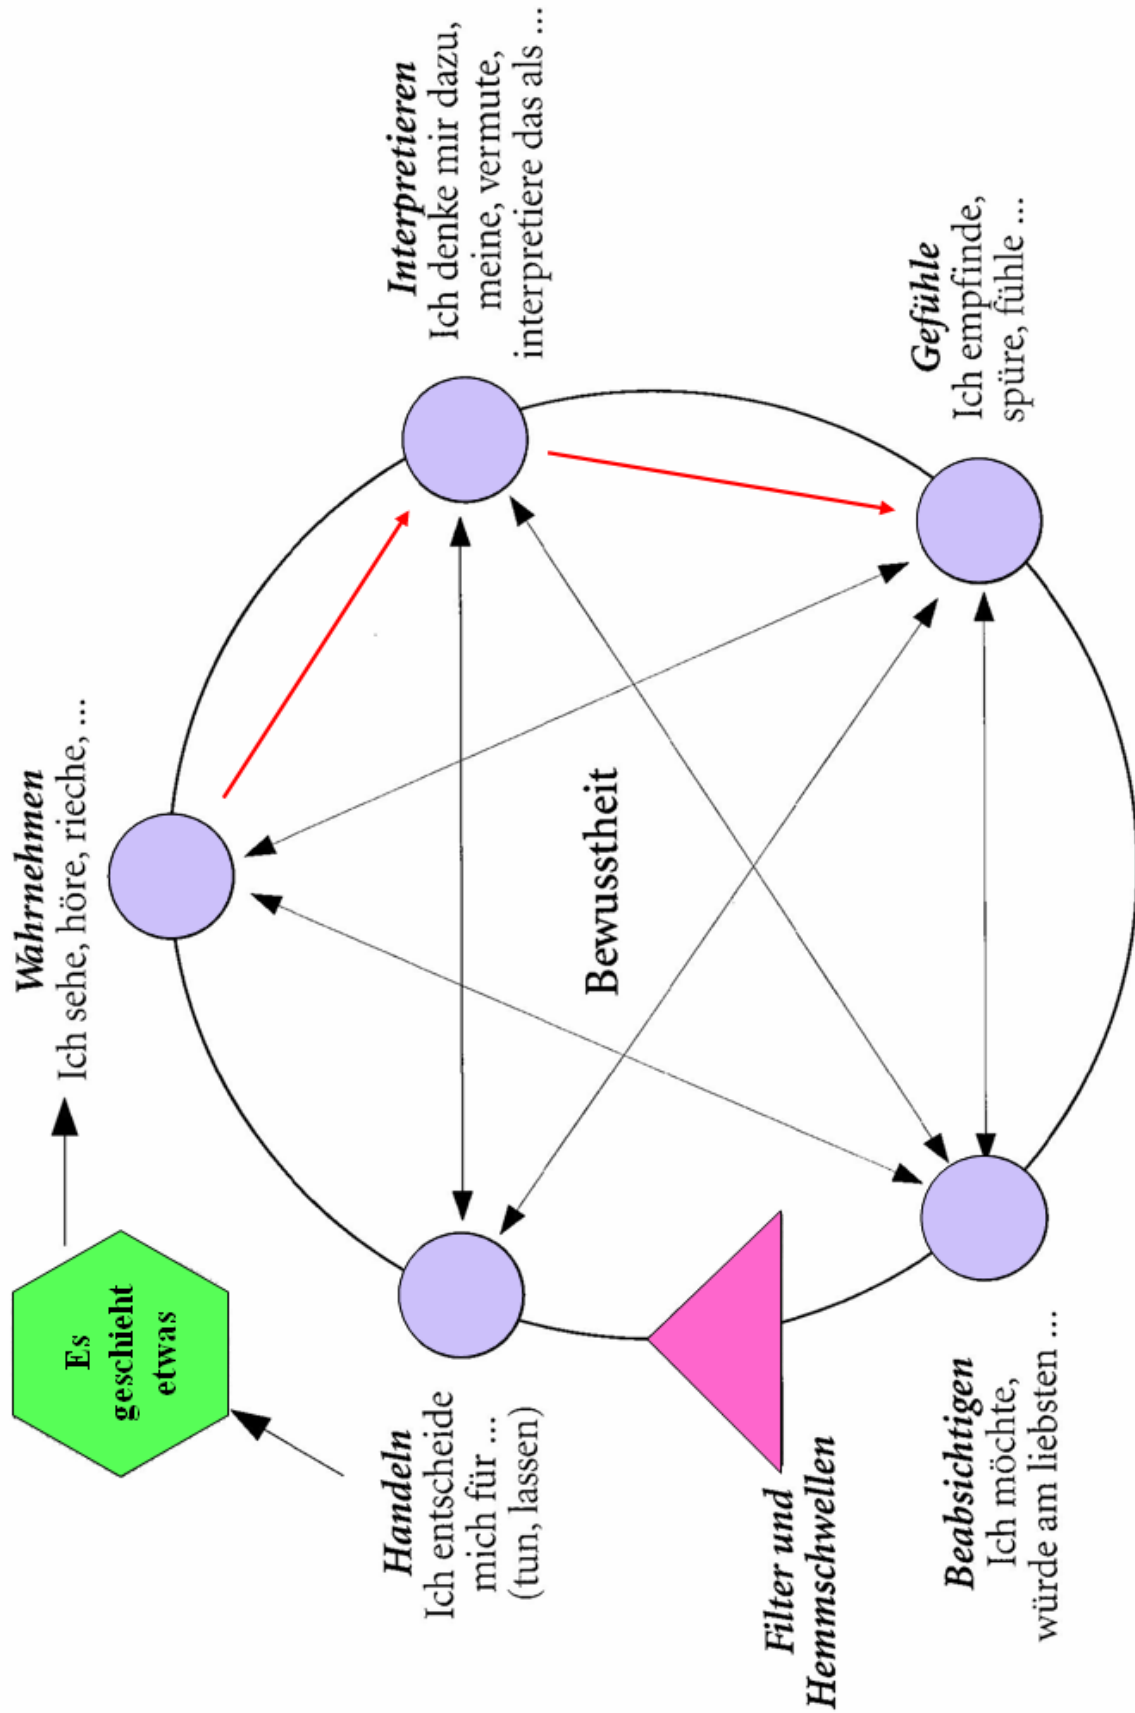 Es
geschieht
etwas
Wahrnehmen
Ich sehe, höre, rieche, ...
Interpretieren
Ich denke mir dazu,
meine, vermute,
interpretiere das als ...
Gefühle
Ich empfinde,
spüre, fühle ...
Bewusstheit
Handeln
Ich entscheide
mich für ...
(tun, lassen)
Filter und
Hemmschwellen
Beabsichtigen
Ich möchte,
würde am liebsten ...